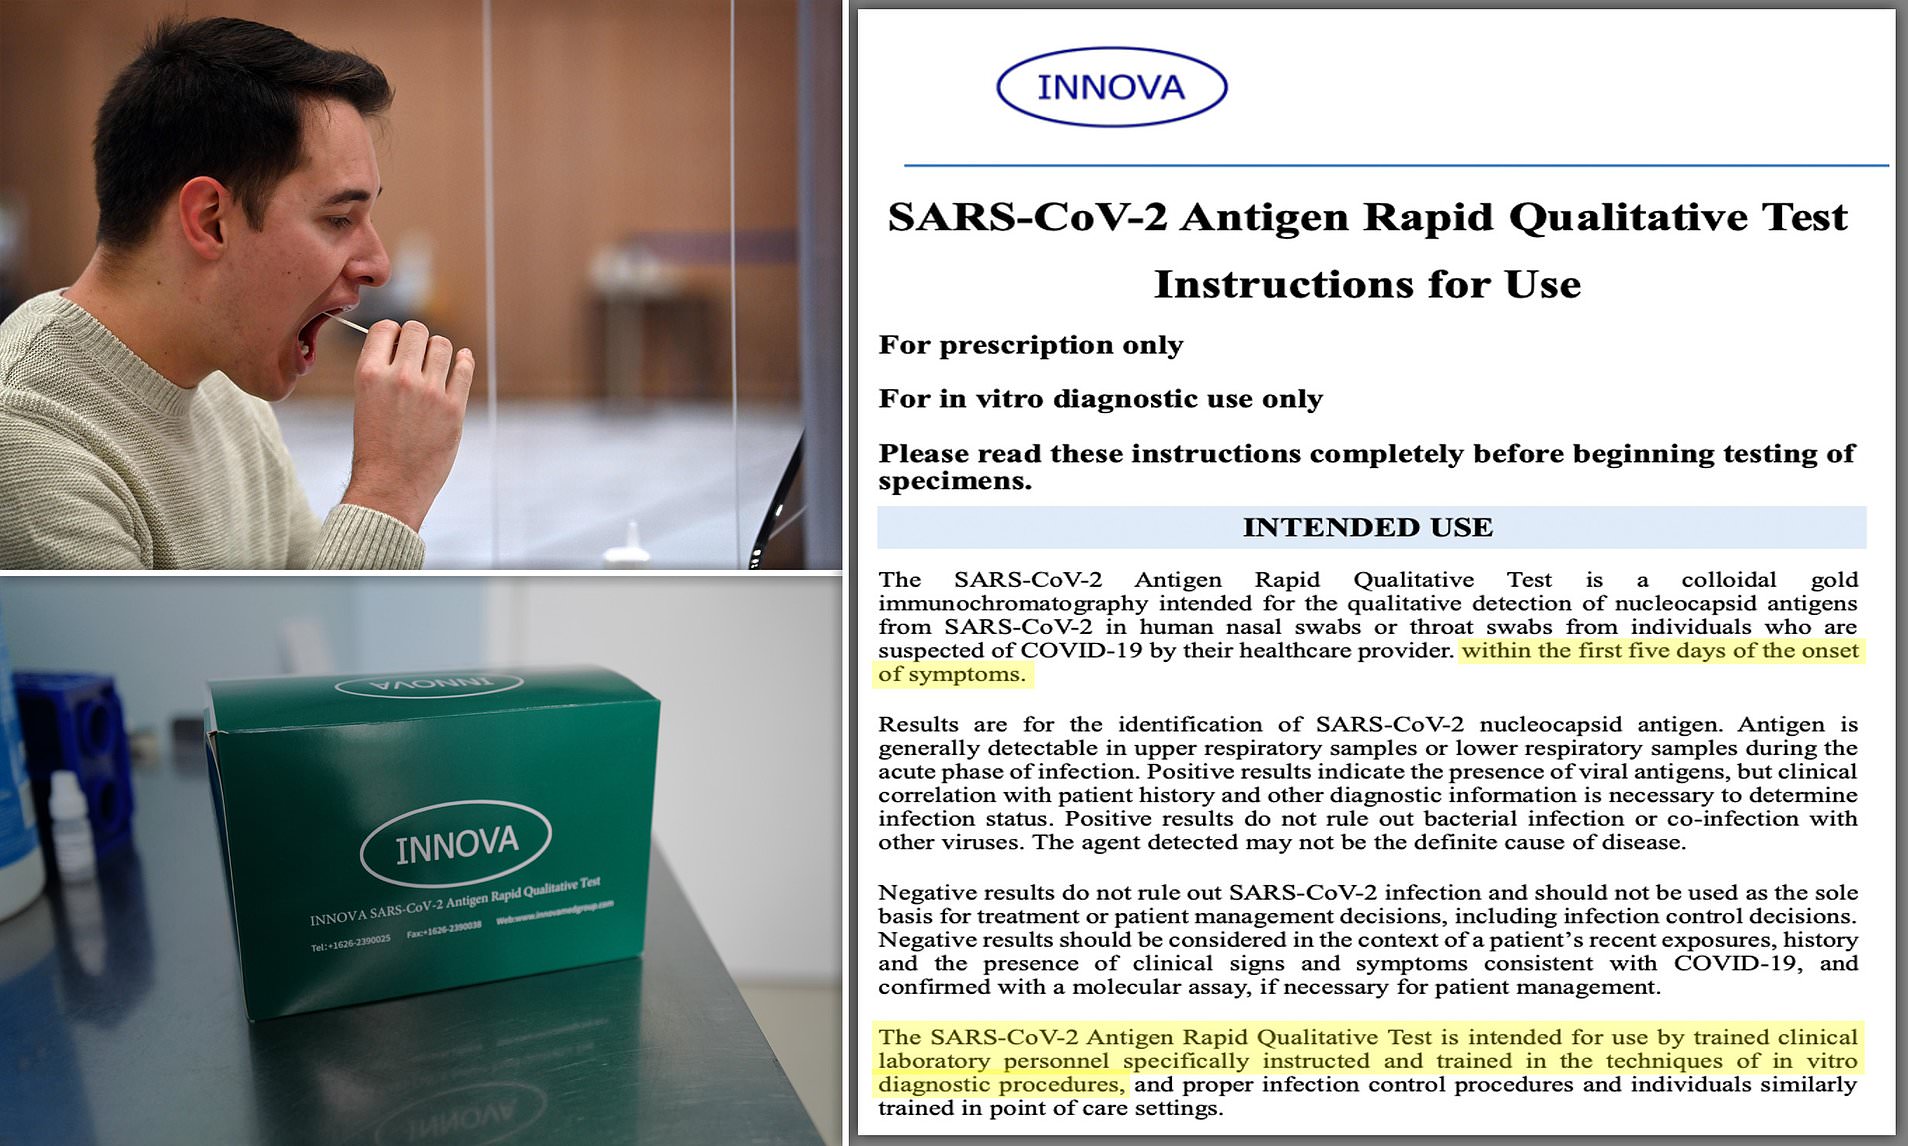 INNOVA
INNOVA
INNOVA SARS-CoV-2 Antigen Rapid Qualitative Test
Tel:+1626-2390025 Fax:+1626-2390038 Web:www.innovamedgroup.com
INNOVA
INNOVA
SARS-CoV-2 Antigen Rapid Qualitative Test
Instructions for Use
For prescription only
For in vitro diagnostic use only
Please read these instructions completely before beginning testing of
specimens.
INTENDED USE
The SARS-CoV-2 Antigen Rapid Qualitative Test is a colloidal gold
immunochromatography intended for the qualitative detection of nucleocapsid antigens
from SARS-CoV-2 in human nasal swabs or throat swabs from individuals who are
suspected of COVID-19 by their healthcare provider. within the first five days of the onset
of symptoms.
Results are for the identification of SARS-CoV-2 nucleocapsid antigen. Antigen is
generally detectable in upper respiratory samples or lower respiratory samples during the
acute phase of infection. Positive results indicate the presence of viral antigens, but clinical
correlation with patient history and other diagnostic information is necessary to determine
infection status. Positive results do not rule out bacterial infection or co-infection with
other viruses. The agent detected may not be the definite cause of disease.
Negative results do not rule out SARS-CoV-2 infection and should not be used as the sole
basis for treatment or patient management decisions, including infection control decisions.
Negative results should be considered in the context of a patient's recent exposures, history
and the presence of clinical signs and symptoms consistent with COVID-19, and
confirmed with a molecular assay, if necessary for patient management.
The SARS-CoV-2 Antigen Rapid Qualitative Test is intended for use by trained clinical
laboratory personnel specifically instructed and trained in the techniques of in vitro
diagnostic procedures, and proper infection control procedures and individuals similarly
trained in point of care settings.